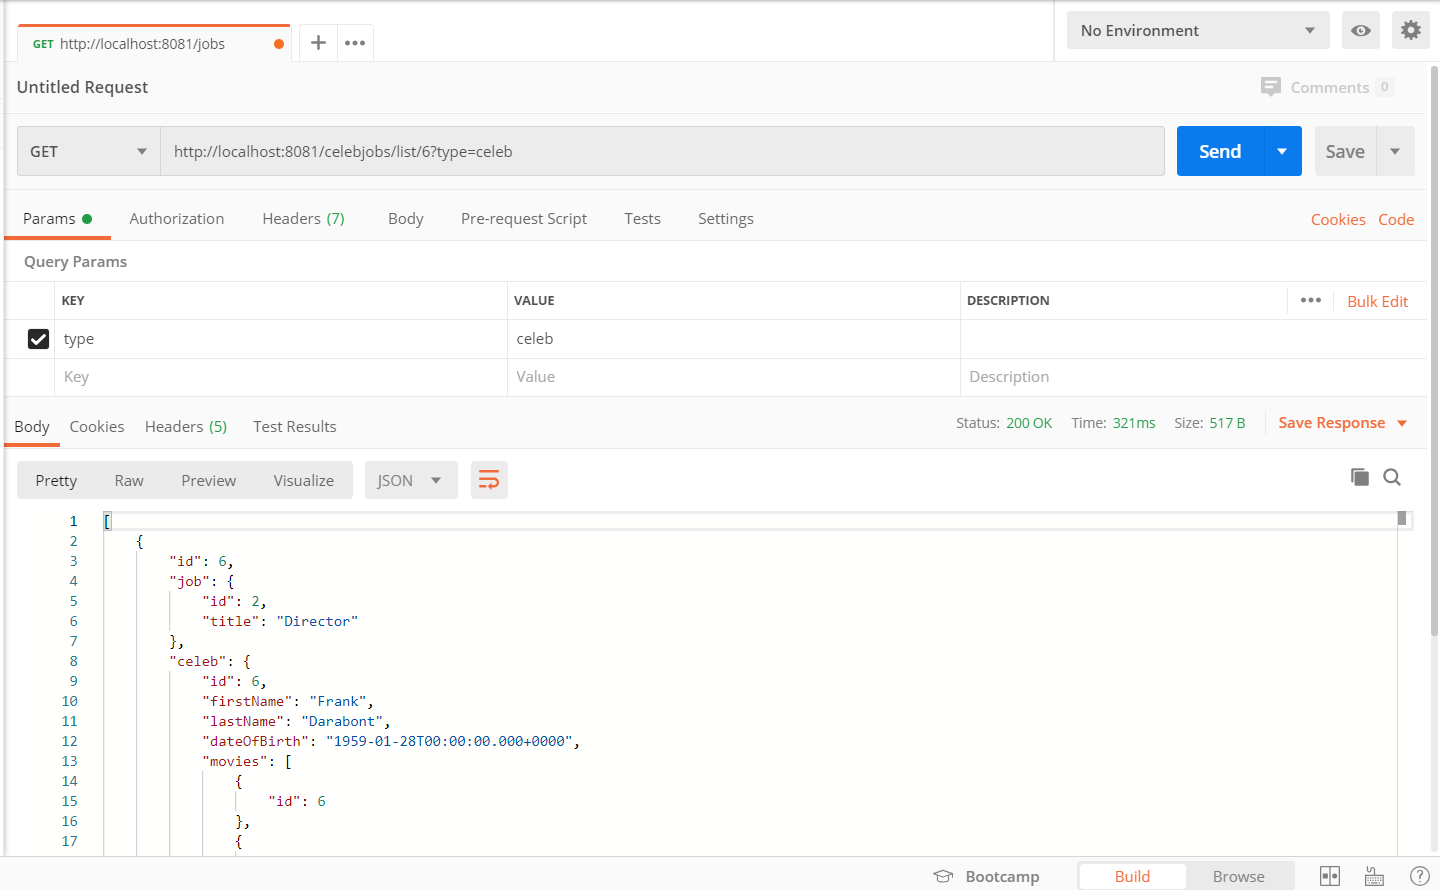 GET http://localhost:8081/jobs
No Environment
Untitled Request
Comments 0
GET
http://localhost:8081/celebjobs/list/6?type=celeb
Send
Save
Params Authorization Headers (7) Body Pre-request Script Tests Settings Cookies Code
Query Params
KEY VALUE DESCRIPTION Bulk Edit
type celeb
Key Value Description
Body Cookies Headers (5) Test Results Status: 200 OK Time: 321ms Size: 517 B Save Response
Pretty Raw Preview Visualize JSON
1 [
2 {
3 "id": 6,
4 "job": {
5 "id": 2,
6 "title": "Director"
7 },
8 "celeb": {
9 "id": 6,
10 "firstName": "Frank",
11 "lastName": "Darabont",
12 "dateOfBirth": "1959-01-28T00:00:00.000+0000",
13 "movies": [
14 {
15 "id": 6
16 },
17 {
Bootcamp Build Browse